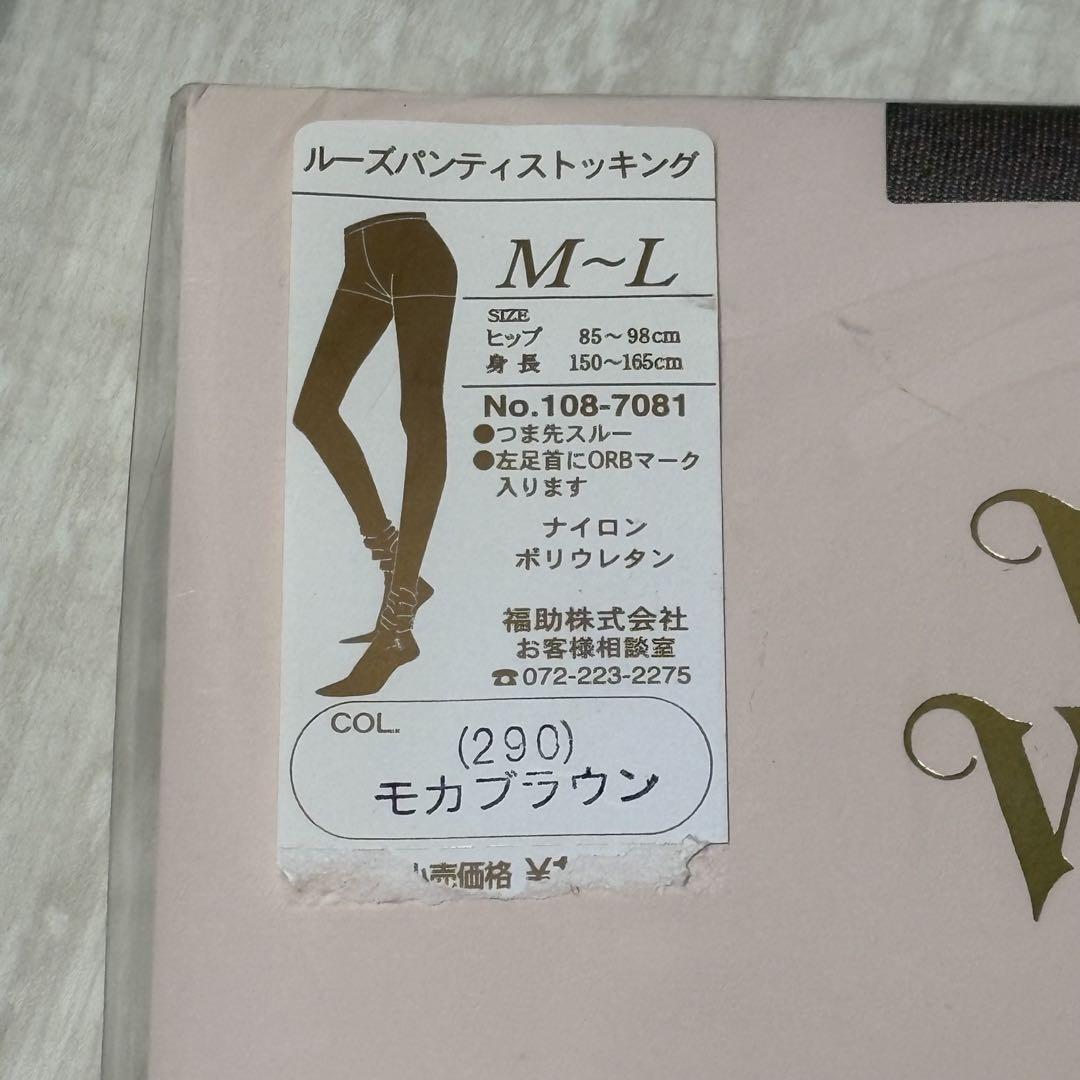 ルーズパンティストッキング
M~L
SIZE
ヒップ 85~98cm
身長 150~165cm
No.108-7081
●つま先スルー
●左足首にORBマーク
入ります
ナイロン
ポリウレタン
福助株式会社
お客様相談室
☎072-223-2275
COL.
(290)
モカブラウン
小売価格 ¥
V
W